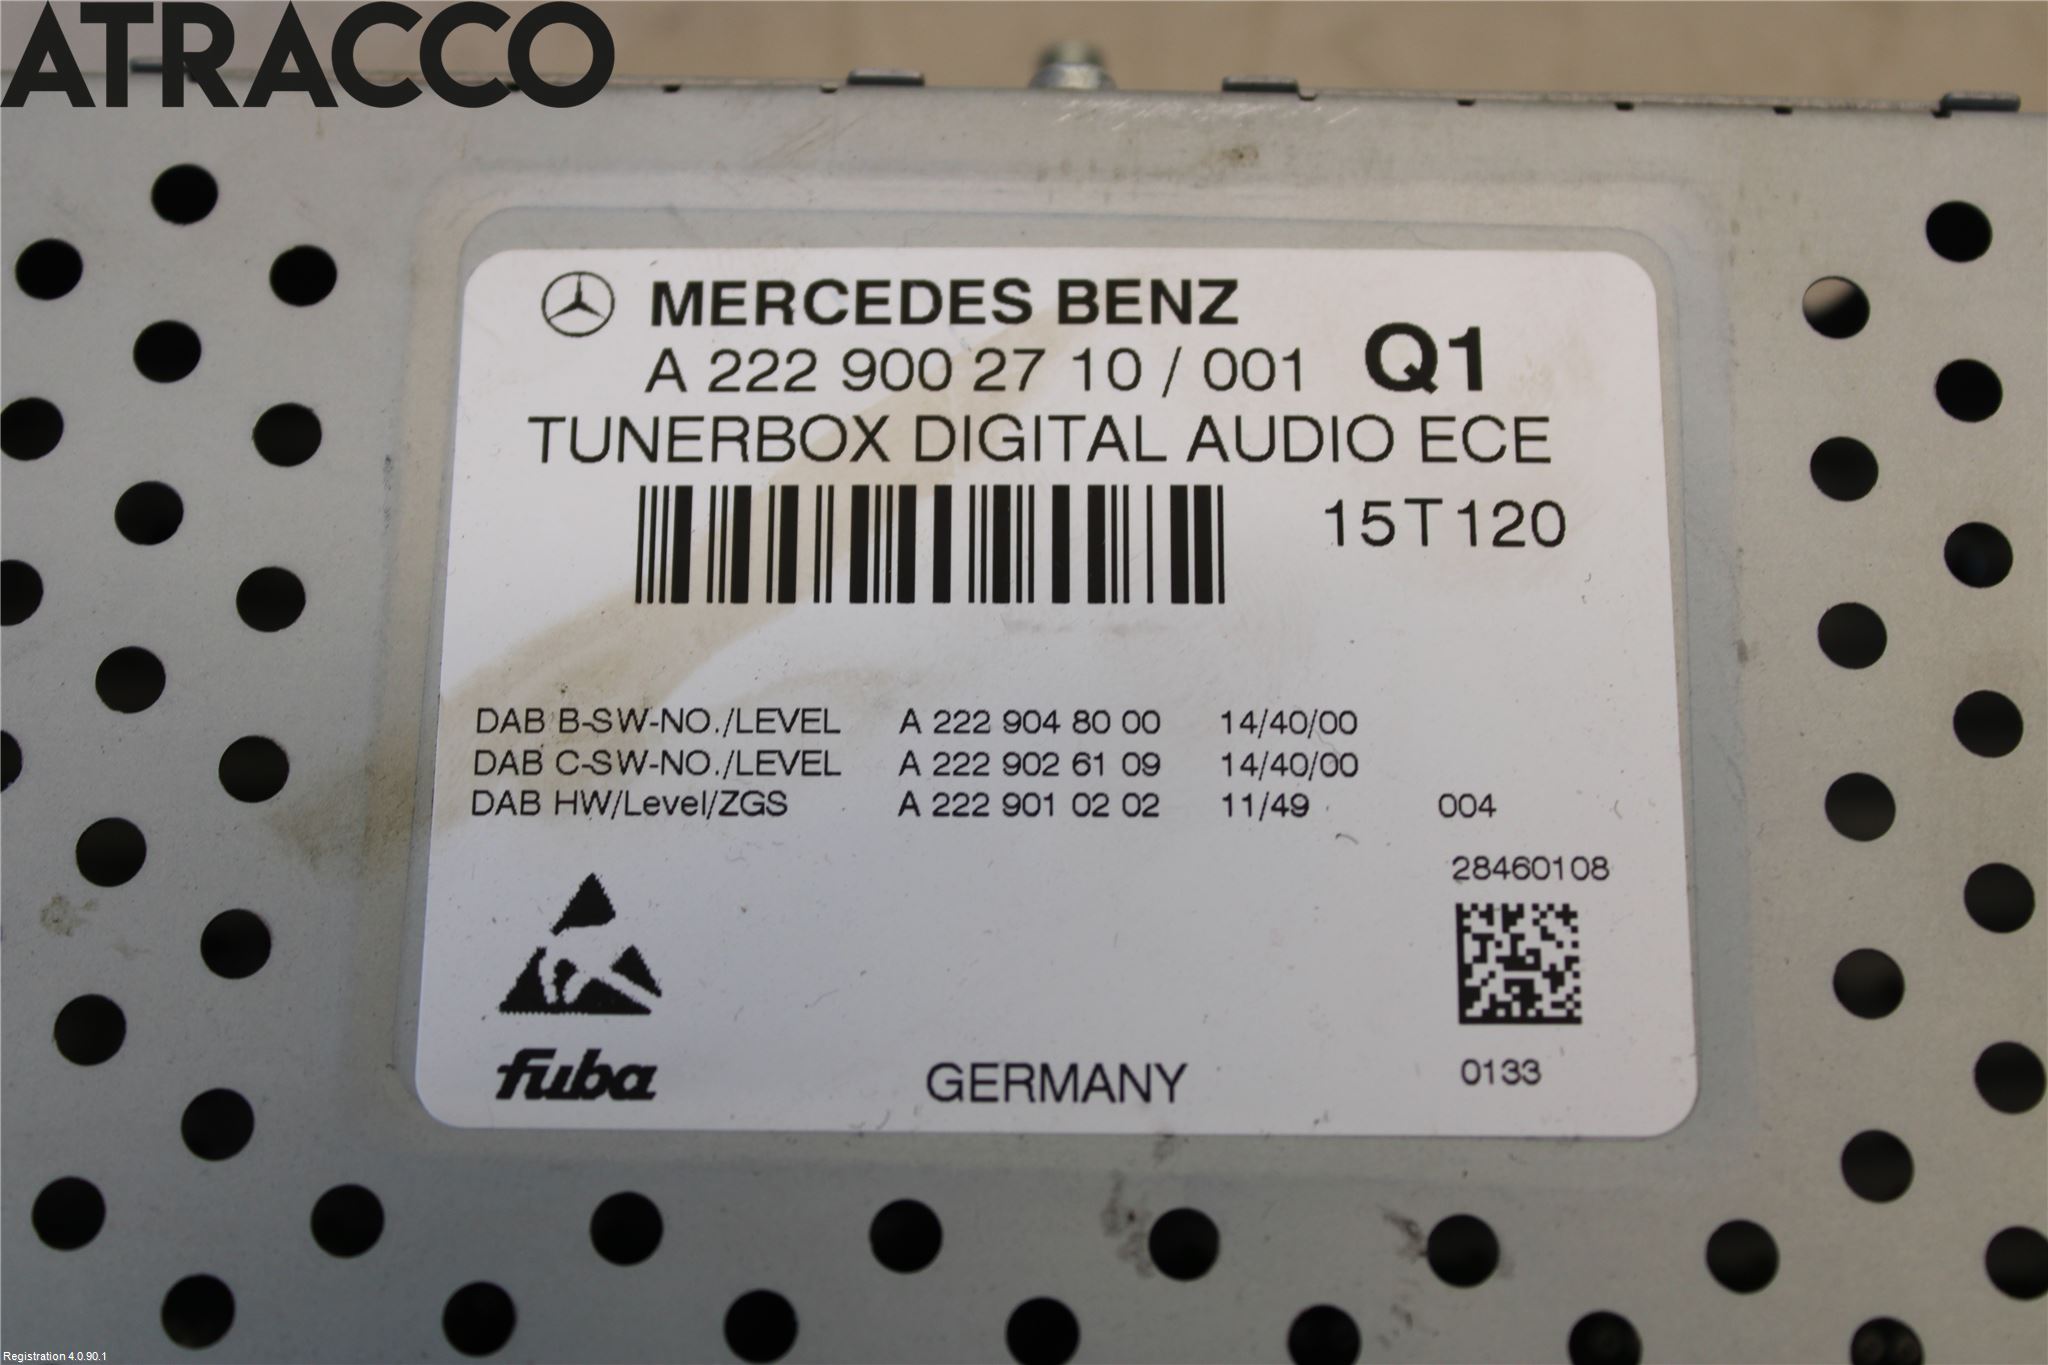 ATRACCO
MERCEDES BENZ
A 222 900 27 10 / 001 Q1
TUNERBOX DIGITAL AUDIO ECE
15T120
DAB B-SW-NO./LEVEL A 222 904 80 00 14/40/00
DAB C-SW-NO./LEVEL A 222 902 61 09 14/40/00
DAB HW/Level/ZGS A 222 901 02 02 11/49 004
28460108
fuba GERMANY 0133
Registration 4.0.90.1